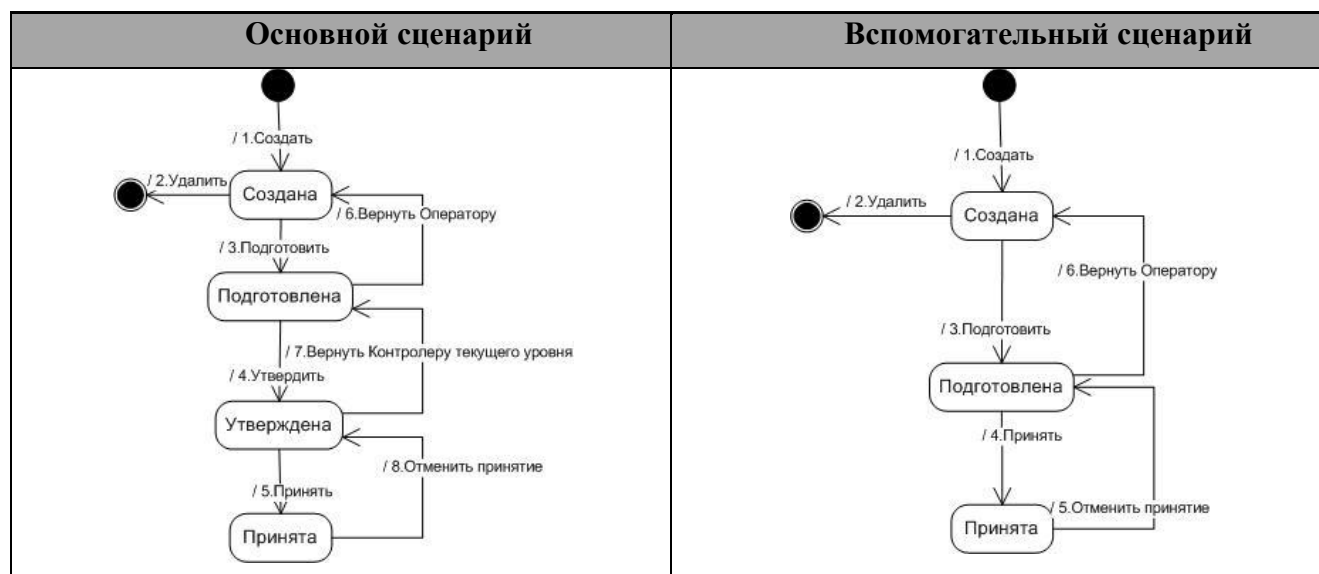 Основной сценарий
/ 1.Создать
/ 2.Удалить
Создана
/ 6.Вернуть Оператору
/ 3.Подготовить
Подготовлена
/ 7.Вернуть Контролеру текущего уровня
/ 4.Утвердить
Утверждена
/ 8.Отменить принятие
/ 5.Принять
Принята
Вспомогательный сценарий
/ 1.Создать
/ 2.Удалить
Создана
/ 6.Вернуть Оператору
/ 3.Подготовить
Подготовлена
/ 4.Принять
/ 5.Отменить принятие
Принята